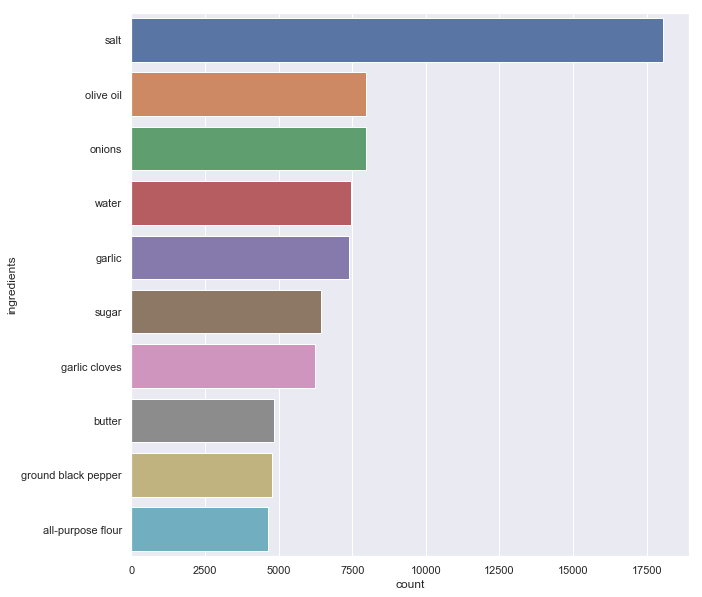 salt
olive oil
onions
water
garlic
sugar
garlic cloves
butter
ground black pepper
all-purpose flour
ingredients
0 2500 5000 7500 10000 12500 15000 17500
count